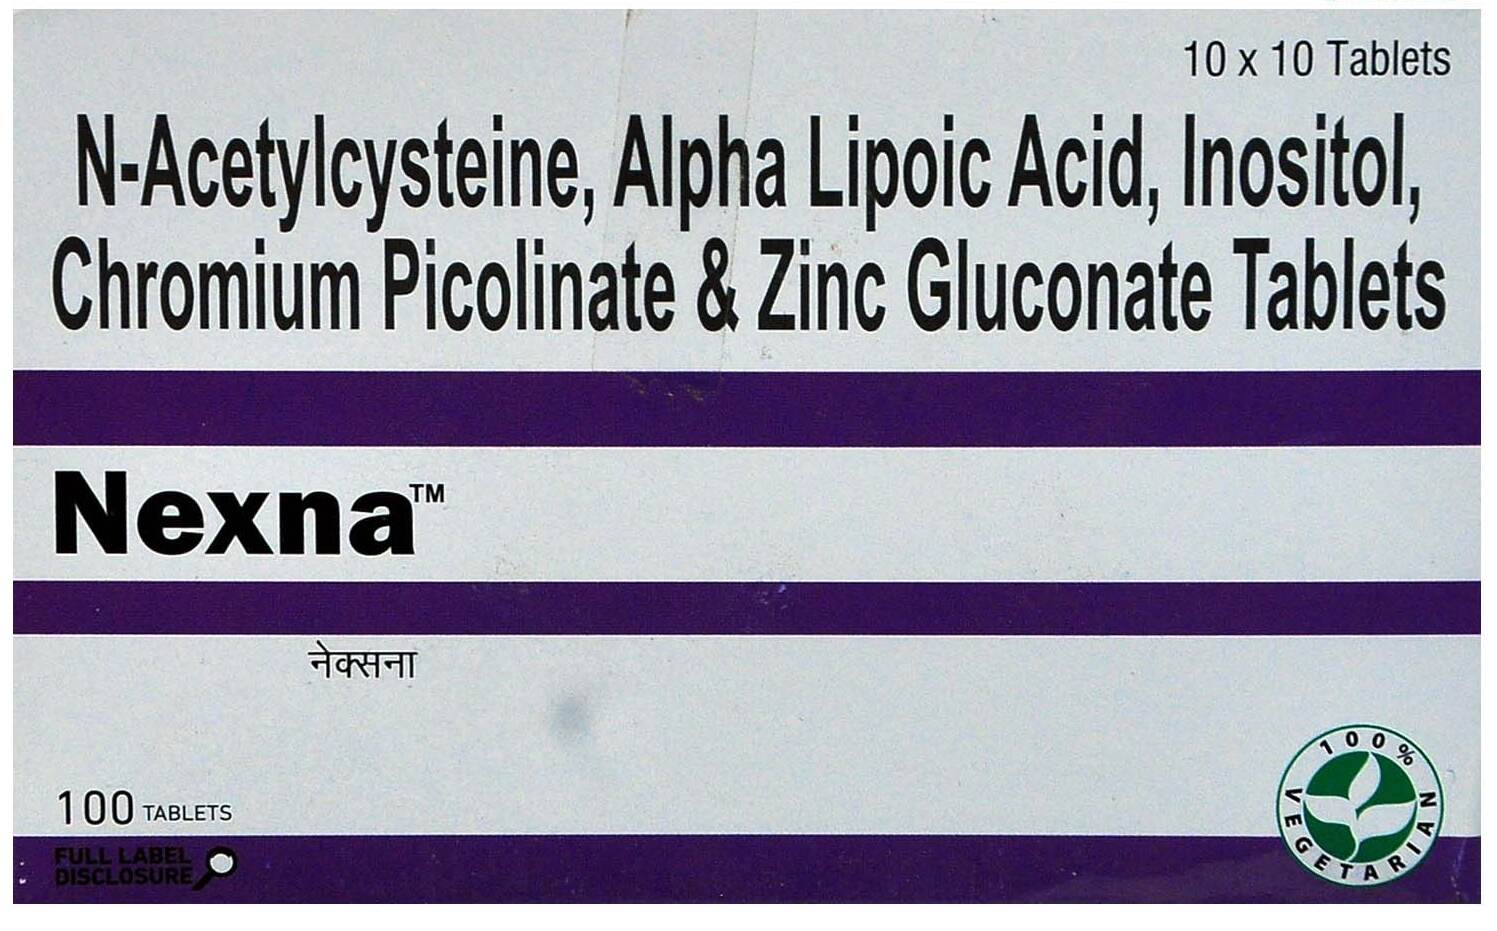 10 x 10 Tablets
N-Acetylcysteine, Alpha Lipoic Acid, Inositol,
Chromium Picolinate & Zinc Gluconate Tablets
Nexna™
नेक्सना
100 TABLETS
FULL LABEL
DISCLOSURE
100% VEGETARIAN